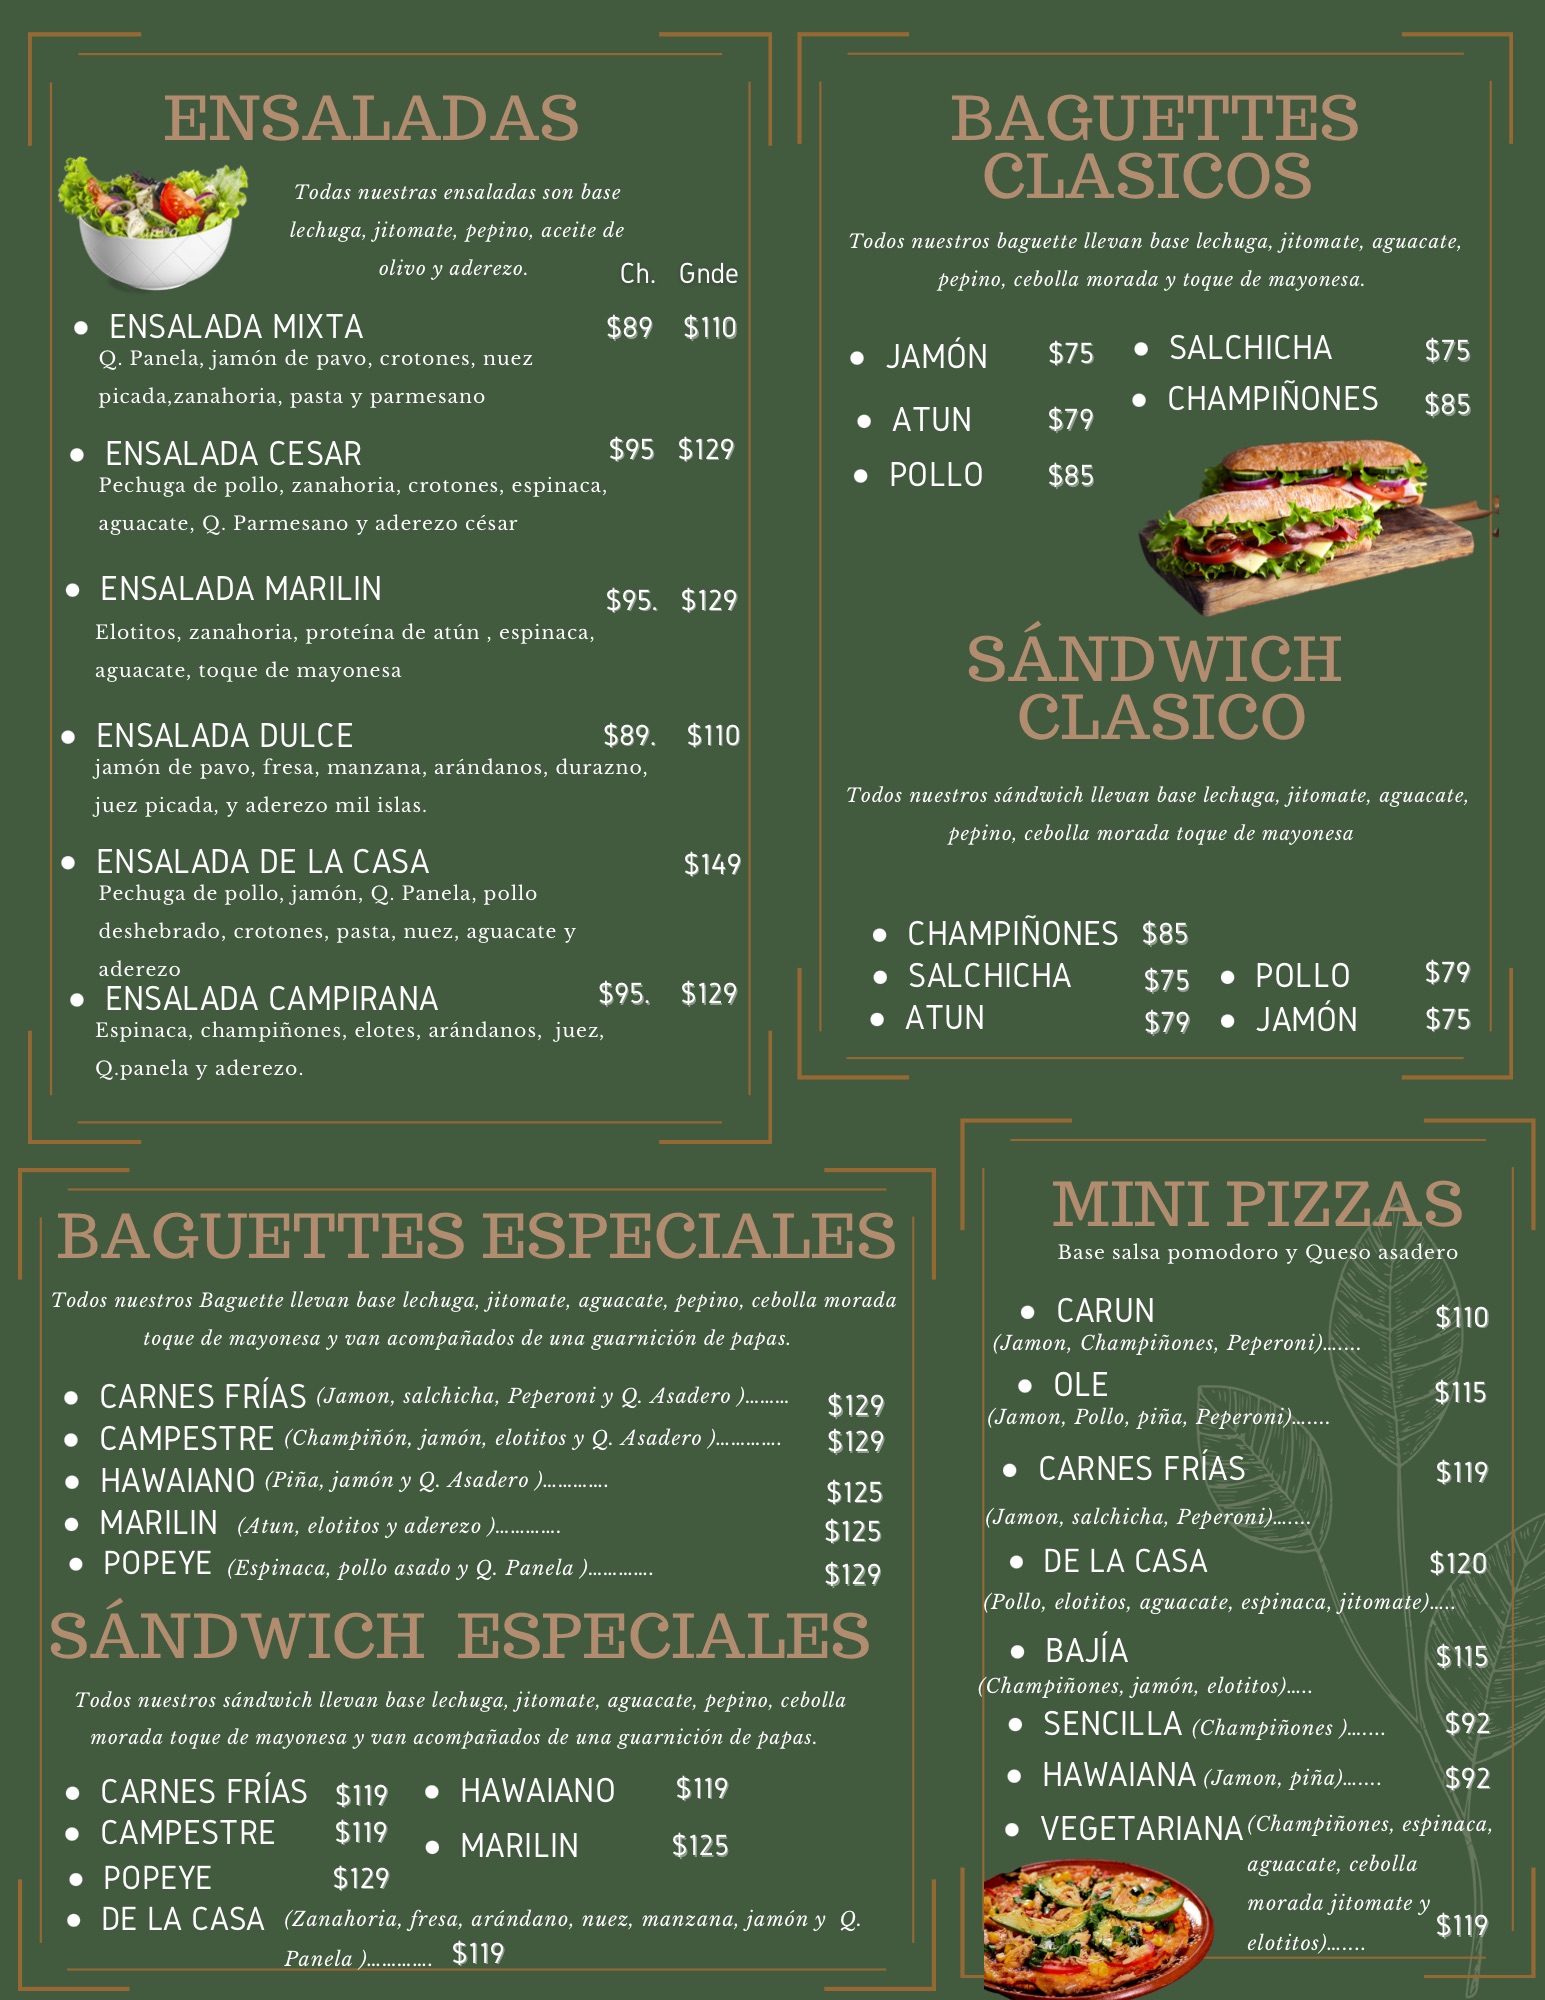 ENSALADAS
Todas nuestras ensaladas son base
lechuga, jitomate, pepino, aceite de
olivo y aderezo.
Ch. Gnde
ENSALADA MIXTA $89 $110
Q. Panela, jamón de pavo, crotones, nuez
picada,zanahoria, pasta y parmesano
ENSALADA CESAR $95 $129
Pechuga de pollo, zanahoria, crotones, espinaca,
aguacate, Q. Parmesano y aderezo césar
ENSALADA MARILIN $95. $129
Elotitos, zanahoria, proteína de atún , espinaca,
aguacate, toque de mayonesa
ENSALADA DULCE $89. $110
jamón de pavo, fresa, manzana, arándanos, durazno,
juez picada, y aderezo mil islas.
ENSALADA DE LA CASA $149
Pechuga de pollo, jamón, Q. Panela, pollo
deshebrado, crotones, pasta, nuez, aguacate y
aderezo
ENSALADA CAMPIRANA $95. $129
Espinaca, champiñones, elotes, arándanos, juez,
Q.panela y aderezo.
BAGUETTES
CLASICOS
Todos nuestros baguette llevan base lechuga, jitomate, aguacate,
pepino, cebolla morada y toque de mayonesa.
JAMÓN $75
ATUN $79
POLLO $85
SALCHICHA $75
CHAMPIÑONES $85
SÁNDWICH
CLASICO
Todos nuestros sándwich llevan base lechuga, jitomate, aguacate,
pepino, cebolla morada toque de mayonesa
CHAMPIÑONES $85
SALCHICHA $75
ATUN $79
POLLO $79
JAMÓN $75
BAGUETTES ESPECIALES
Todos nuestros Baguette llevan base lechuga, jitomate, aguacate, pepino, cebolla morada
toque de mayonesa y van acompañados de una guarnición de papas.
CARNES FRÍAS (Jamon, salchicha, Peperoni y Q. Asadero )......... $129
CAMPESTRE (Champiñón, jamón, elotitos y Q. Asadero )............. $129
HAWAIANO (Piña, jamón y Q. Asadero )............. $125
MARILIN (Atun, elotitos y aderezo )............. $125
POPEYE (Espinaca, pollo asado y Q. Panela )............. $129
SÁNDWICH ESPECIALES
Todos nuestros sándwich llevan base lechuga, jitomate, aguacate, pepino, cebolla
morada toque de mayonesa y van acompañados de una guarnición de papas.
CARNES FRÍAS $119
CAMPESTRE $119
POPEYE $129
HAWAIANO $119
MARILIN $125
DE LA CASA (Zanahoria, fresa, arándano, nuez, manzana, jamón y Q.
Panela )............. $119
MINI PIZZAS
Base salsa pomodoro y Queso asadero
CARUN $110
(Jamon, Champiñones, Peperoni).......
OLE $115
(Jamon, Pollo, piña, Peperoni).......
CARNES FRÍAS $119
(Jamon, salchicha, Peperoni).......
DE LA CASA $120
(Pollo, elotitos, aguacate, espinaca, jitomate).....
BAJÍA $115
(Champiñones, jamón, elotitos).....
SENCILLA (Champiñones )....... $92
HAWAIANA (Jamon, piña)....... $92
VEGETARIANA (Champiñones, espinaca,
aguacate, cebolla
morada jitomate y
elotitos)....... $119